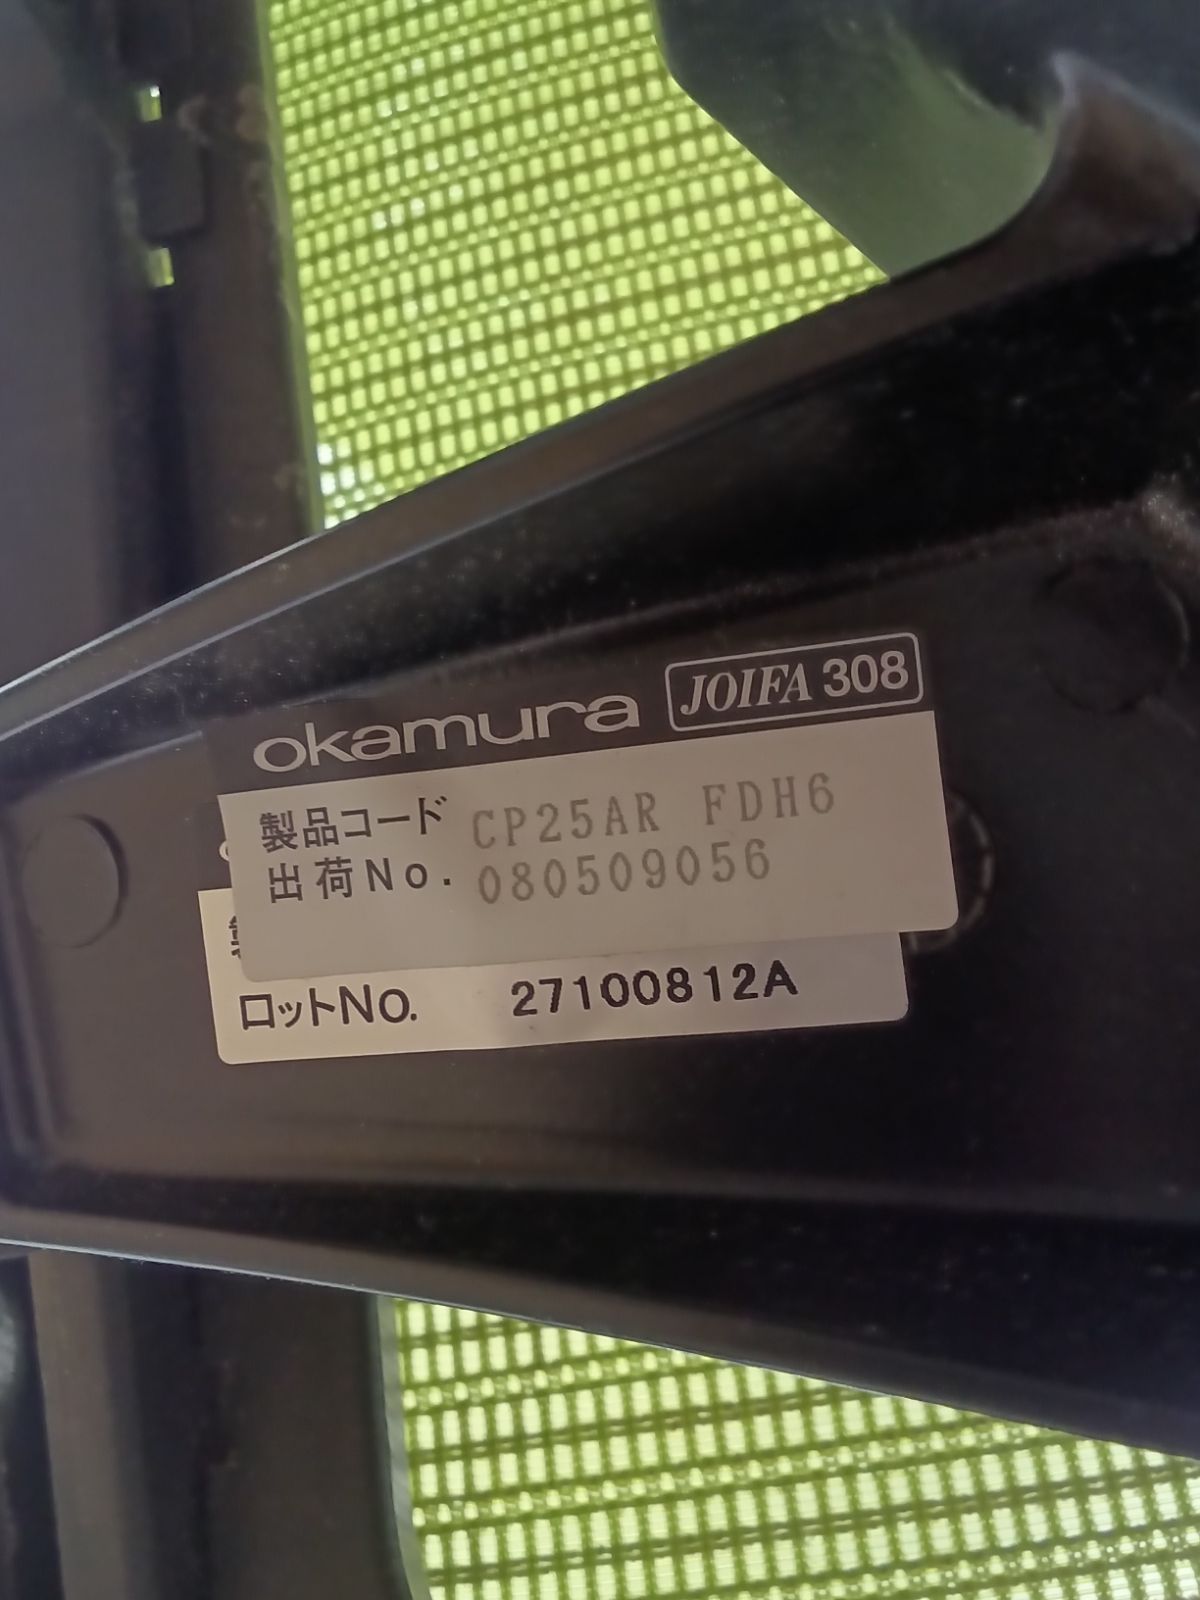 okamura JOIFA 308
製品コード CP25AR FDH6
出荷No. 080509056
ロットNo. 27100812A